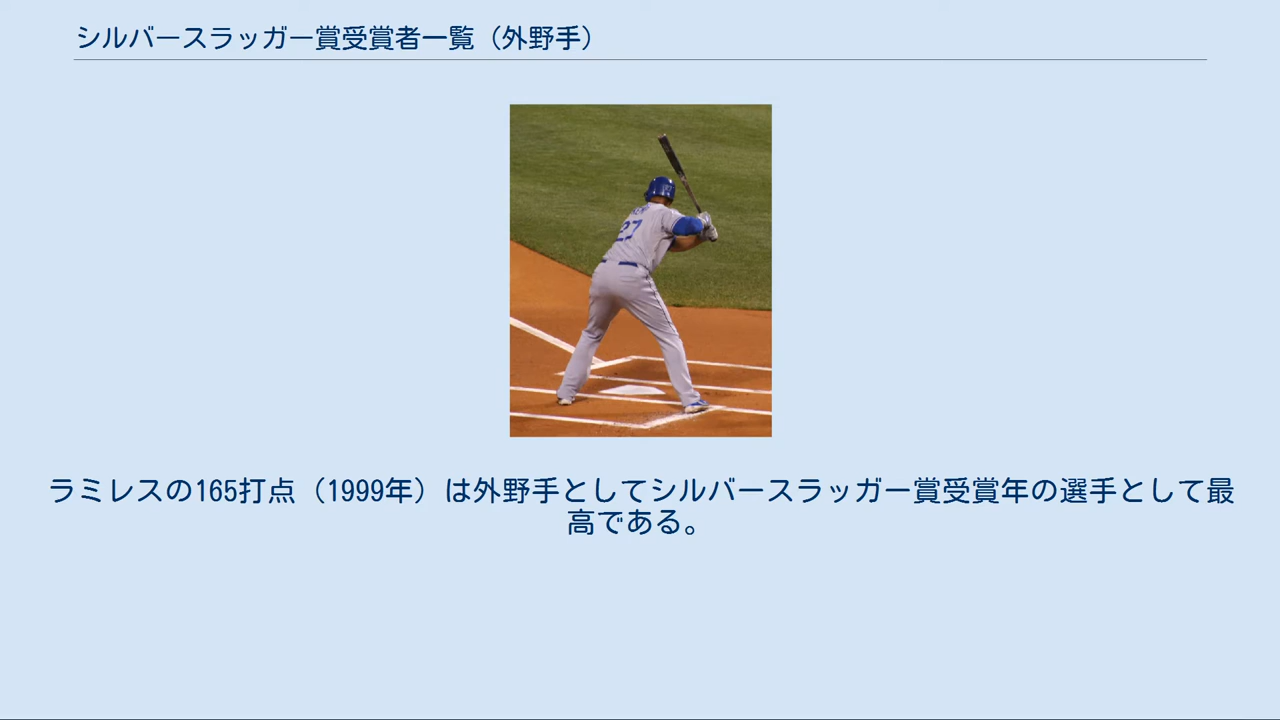 シルバースラッガー賞受賞者一覧（外野手）
27
ラミレスの165打点（1999年）は外野手としてシルバースラッガー賞受賞年の選手として最
高である。